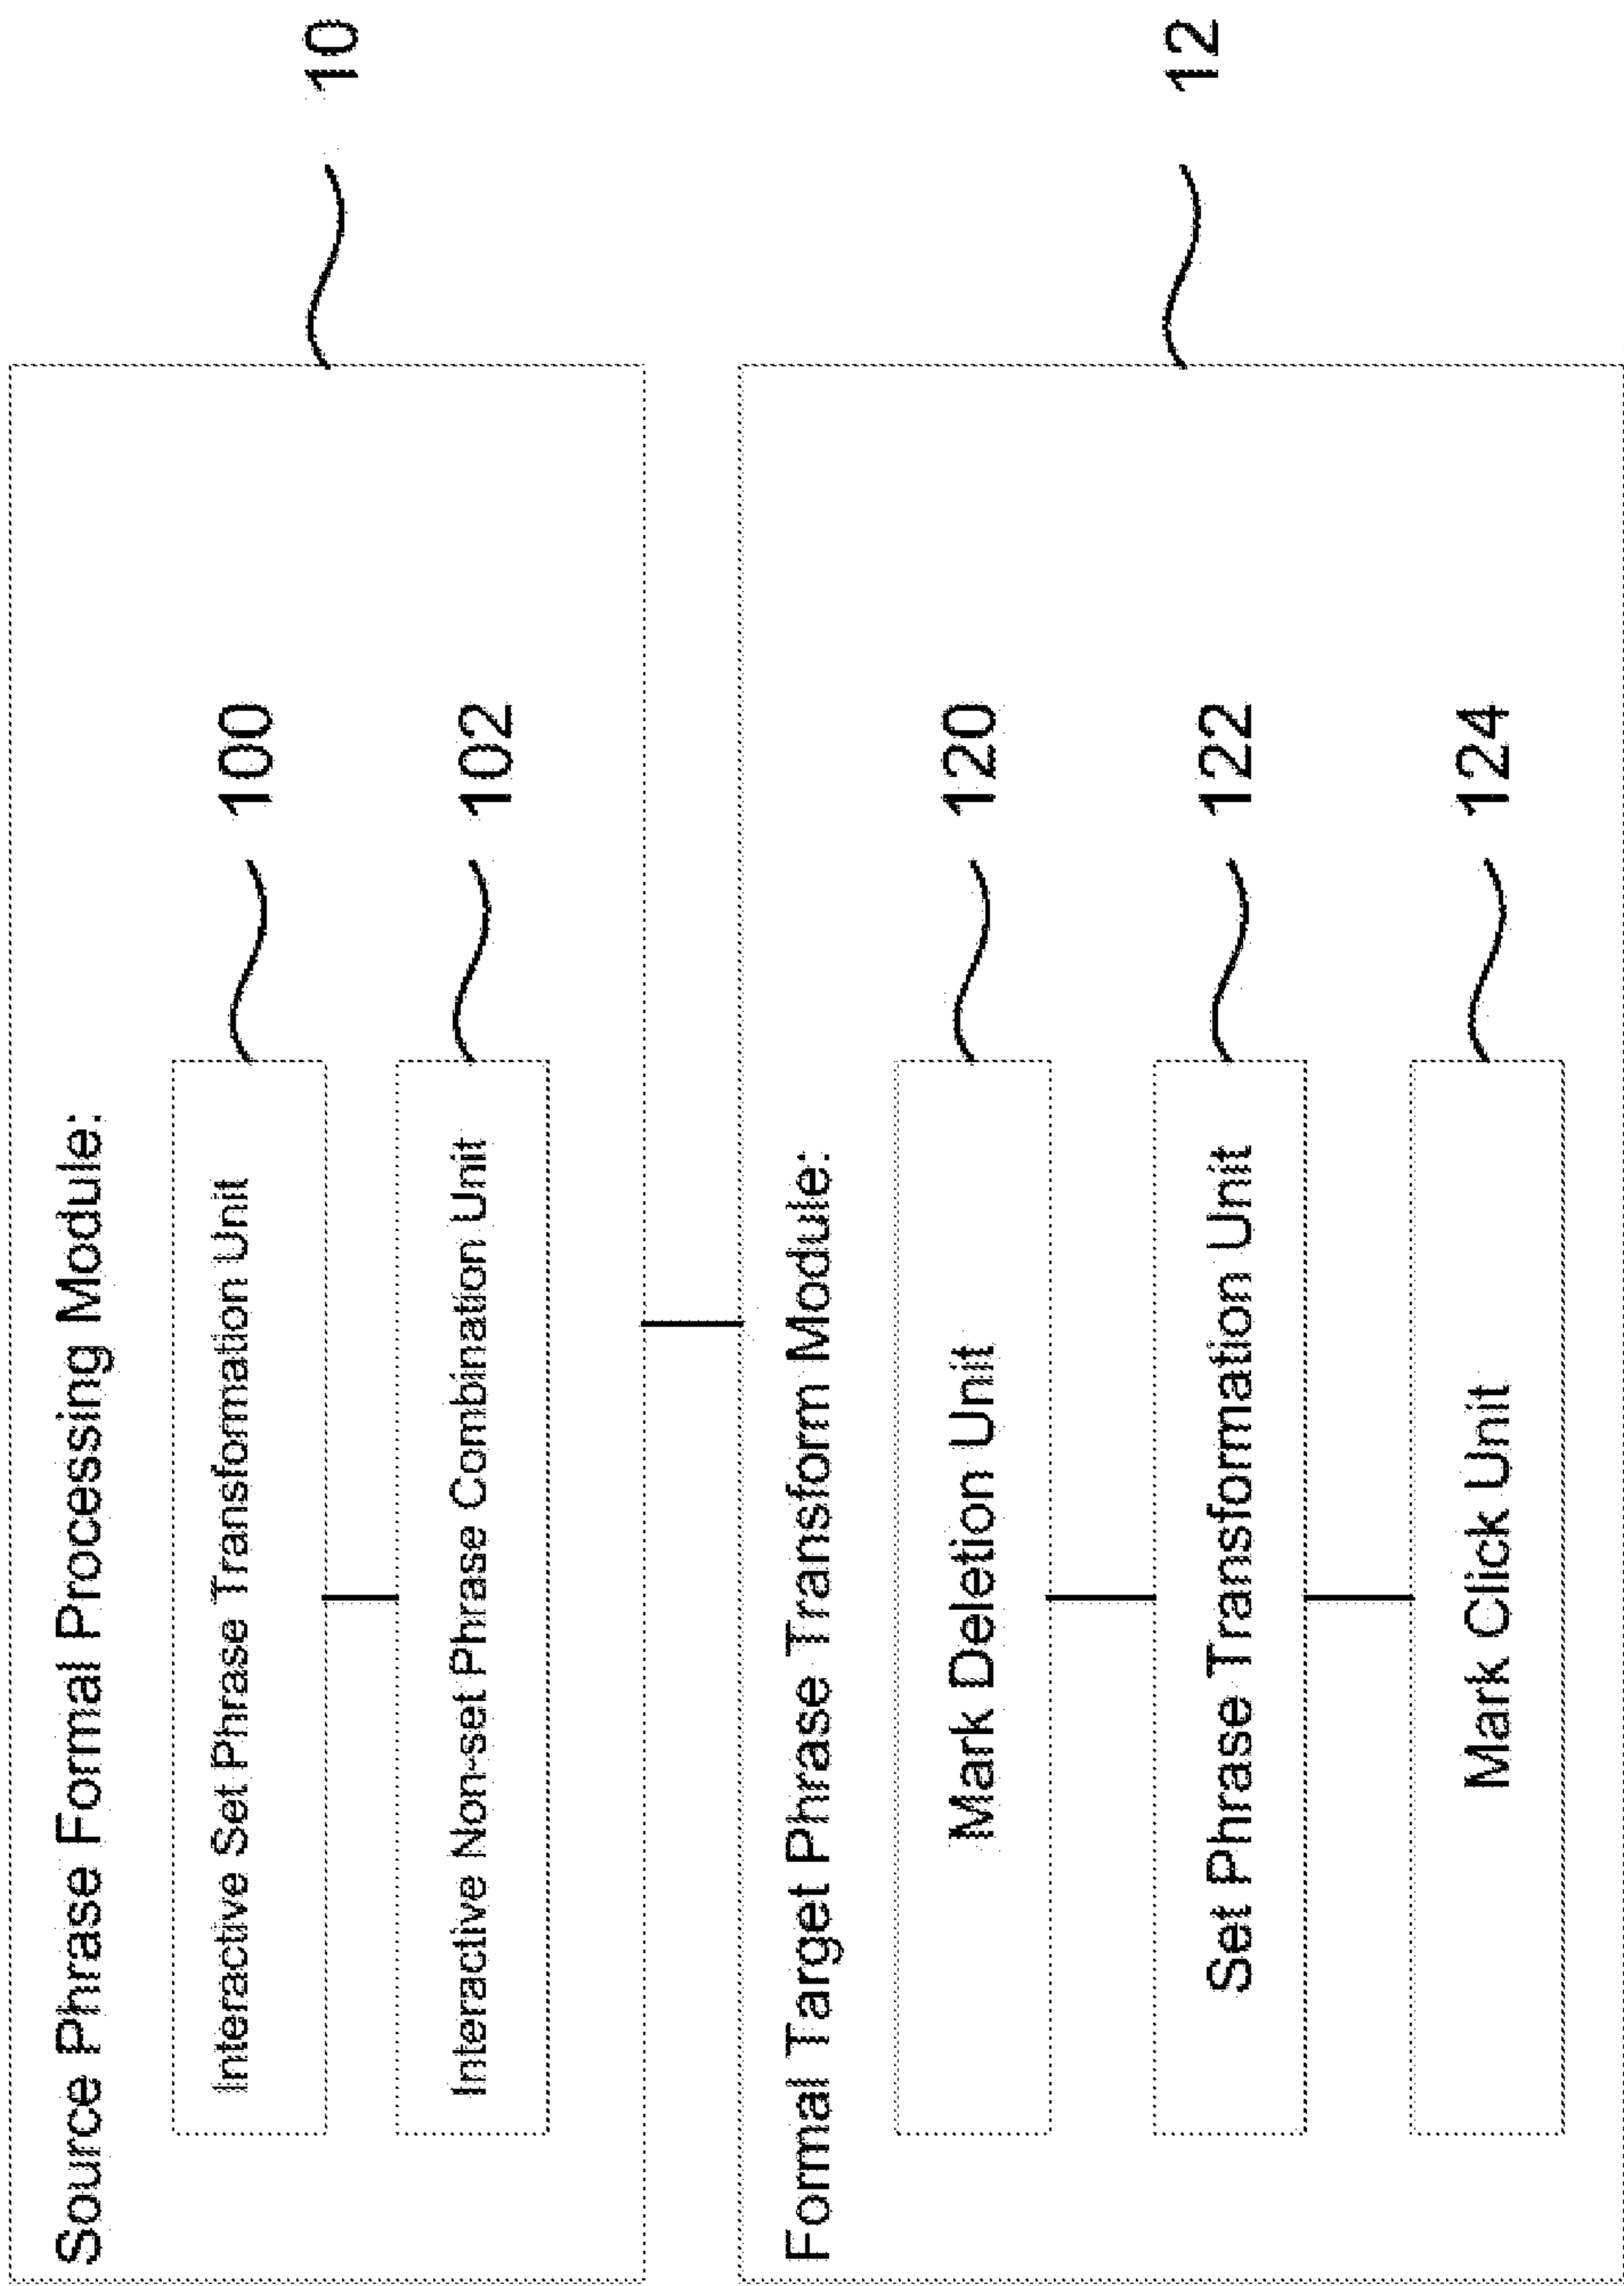 Source Phrase Formal Processing Module:
10
Interactive Set Phrase Transformation Unit
100
Interactive Non-set Phrase Combination Unit
102
Formal Target Phrase Transform Module:
12
Mark Deletion Unit
120
Set Phrase Transformation Unit
122
Mark Click Unit
124